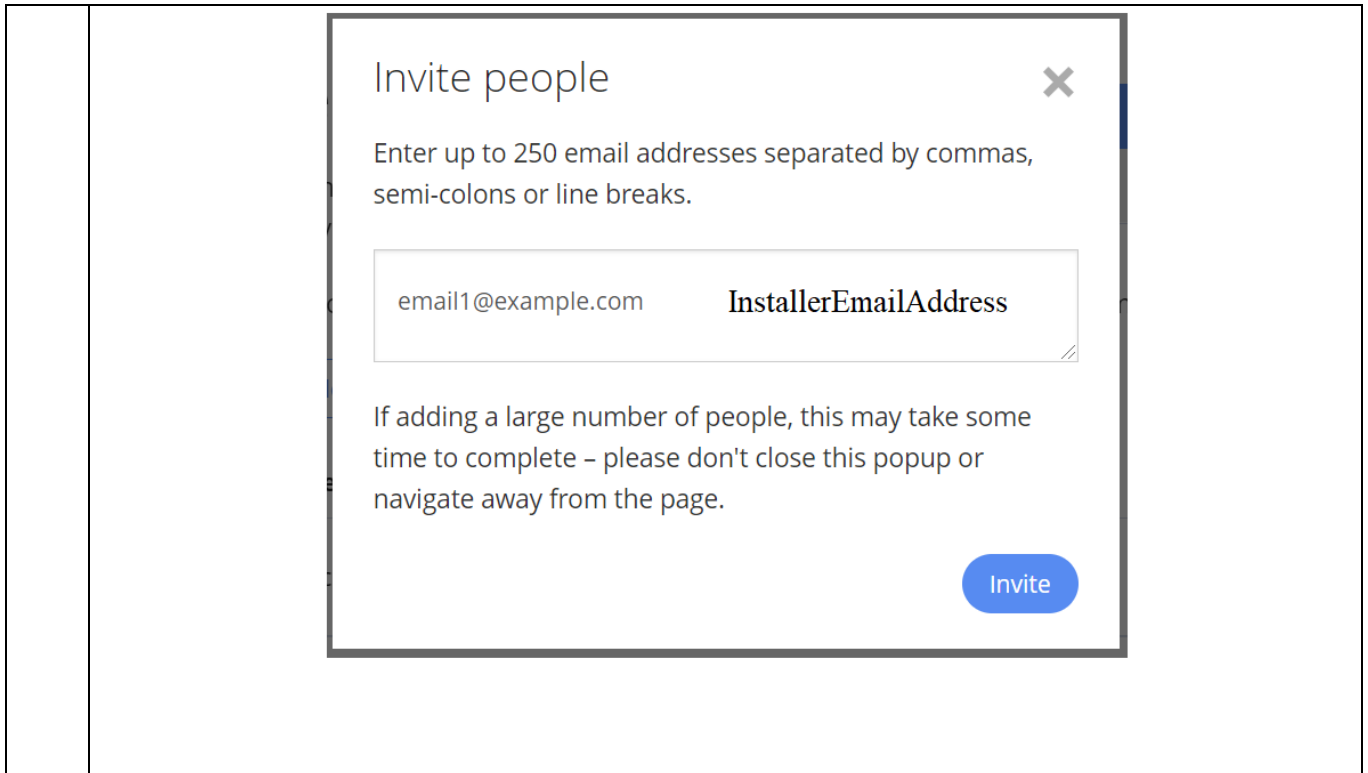 Invite people
Enter up to 250 email addresses separated by commas,
semi-colons or line breaks.
email1@example.com InstallerEmailAddress
If adding a large number of people, this may take some
time to complete – please don't close this popup or
navigate away from the page.
Invite